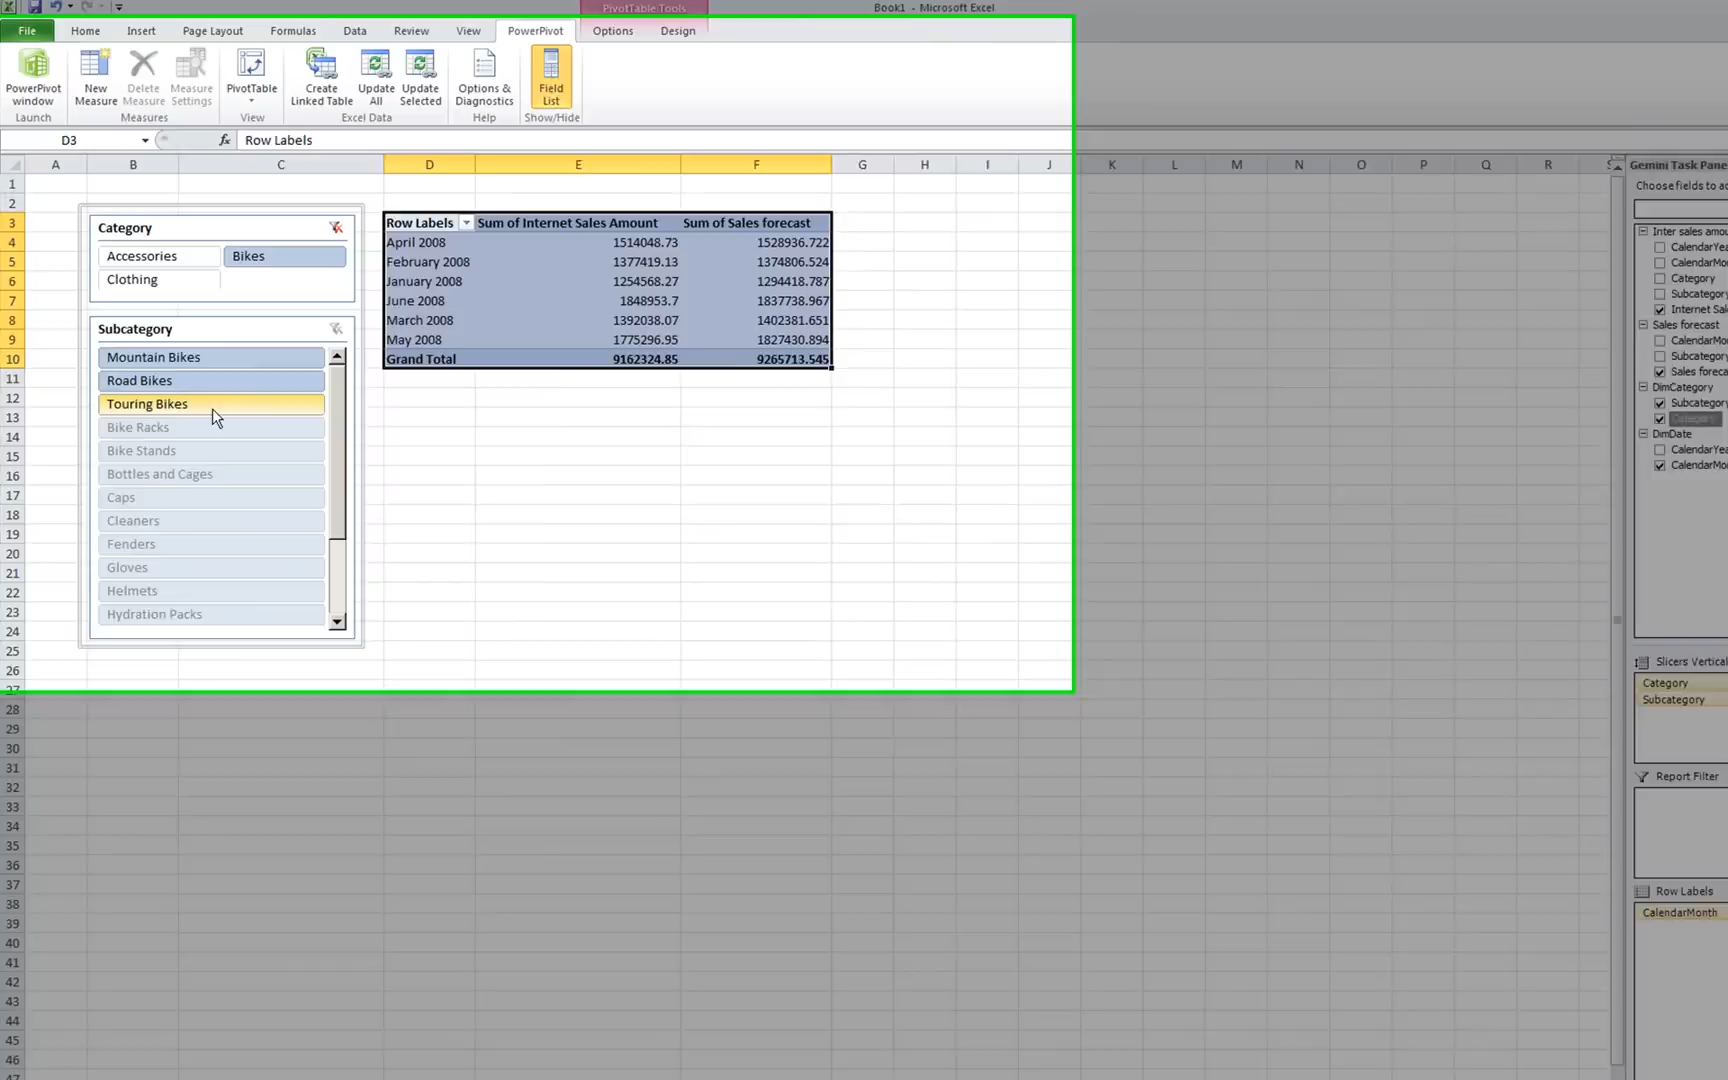 PivotTable Tools
Book1 - Microsoft Excel
File Home Insert Page Layout Formulas Data Review View PowerPivot Options Design
PowerPivot window
New Measure
Delete Measure
Measure Settings
PivotTable
Create Linked Table
Update All
Update Selected
Options & Diagnostics
Field List
Launch Measures View Excel Data Help Show/Hide
D3 fx Row Labels
A B C D E F G H I J K L M N O P Q R
Gemini Task Pane
Choose fields to
1
2
3
4
5
6
7
8
9
10
11
12
13
14
15
16
17
18
19
20
21
22
23
24
25
26
27
28
29
30
31
32
33
34
35
36
37
38
39
40
41
42
43
44
45
46
47
Category
Accessories Bikes
Clothing
Subcategory
Mountain Bikes
Road Bikes
Touring Bikes
Bike Racks
Bike Stands
Bottles and Cages
Caps
Cleaners
Fenders
Gloves
Helmets
Hydration Packs
Row Labels Sum of Internet Sales Amount Sum of Sales forecast
April 2008 1514048.73 1528936.722
February 2008 1377419.13 1374806.524
January 2008 1254568.27 1294418.787
June 2008 1848953.7 1837738.967
March 2008 1392038.07 1402381.651
May 2008 1775296.95 1827430.894
Grand Total 9162324.85 9265713.545
Inter sales amou
CalendarYea
CalendarMon
Category
Subcategory
Internet Sal
Sales forecast
CalendarMon
Subcategory
Sales foreca
DimCategory
Subcategory
Category
DimDate
CalendarYea
CalendarMon
Slicers Vertical
Category
Subcategory
Report Filter
Row Labels
CalendarMonth